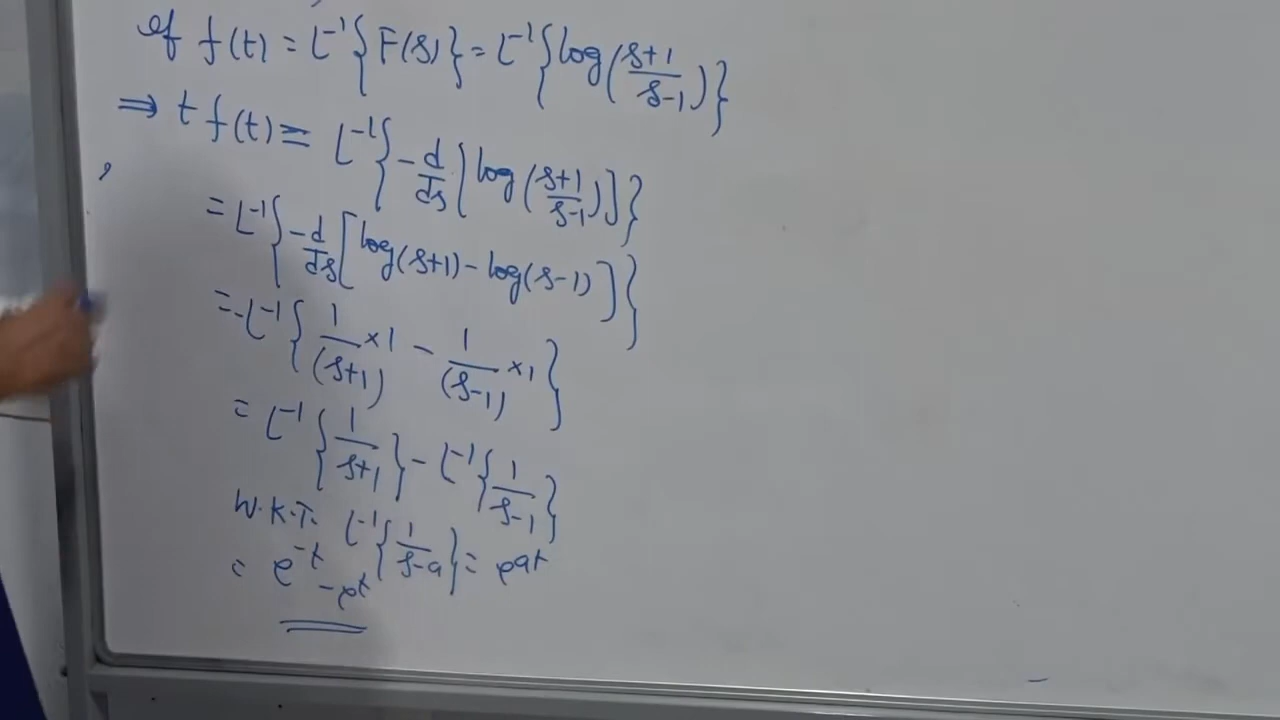 If f(t) = L⁻¹{F(s)} = L⁻¹{log(s+1/s-1)}
⇒ t f(t) = L⁻¹{-d/ds[log(s+1/s-1)]}
= L⁻¹{-d/ds[log(s+1) - log(s-1)]}
= -L⁻¹{1/(s+1) × 1 - 1/(s-1) × 1}
= L⁻¹{1/s+1} - L⁻¹{1/s-1}
W.K.T. L⁻¹{1/s-a} = e^at
= e^-t - e^t